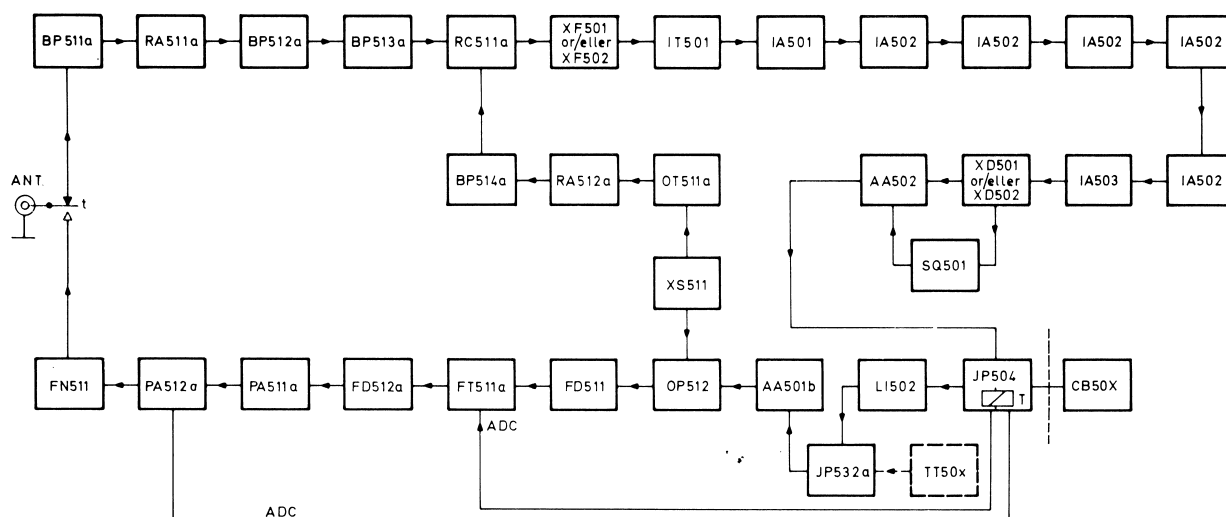 BP511a
RA511a
BP512a
BP513a
RC511a
XF501
or/eller
XF502
IT501
IA501
IA502
IA502
IA502
IA502
BP514a
RA512a
OT511a
AA502
XD501
or/eller
XD502
IA503
IA502
ANT.
t
SQ501
XS511
FN511
PA512a
PA511a
FD512a
FT511a
FD511
OP512
AA501b
LI502
JP504
T
CB50X
ADC
JP532a
TT50x
ADC